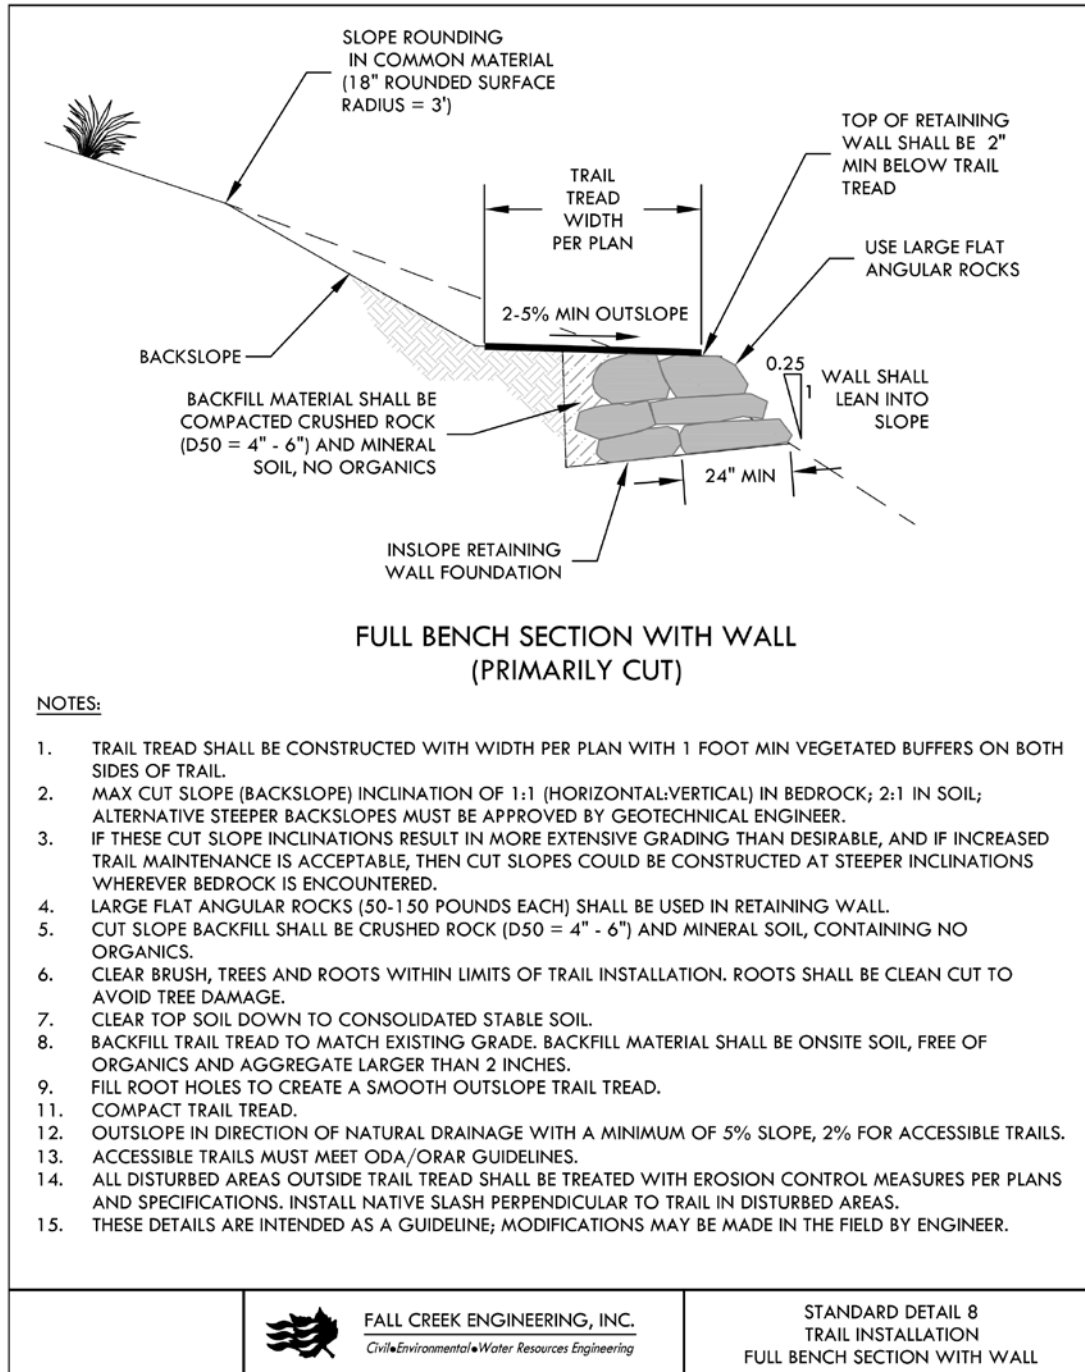 SLOPE ROUNDING
IN COMMON MATERIAL
(18" ROUNDED SURFACE
RADIUS = 3')
TOP OF RETAINING
WALL SHALL BE 2"
MIN BELOW TRAIL
TREAD
TRAIL
TREAD
WIDTH
PER PLAN
USE LARGE FLAT
ANGULAR ROCKS
2-5% MIN OUTSLOPE
BACKSLOPE
0.25
1
WALL SHALL
LEAN INTO
SLOPE
BACKFILL MATERIAL SHALL BE
COMPACTED CRUSHED ROCK
(D50 = 4" - 6") AND MINERAL
SOIL, NO ORGANICS
24" MIN
INSLOPE RETAINING
WALL FOUNDATION
FULL BENCH SECTION WITH WALL
(PRIMARILY CUT)
NOTES:
1. TRAIL TREAD SHALL BE CONSTRUCTED WITH WIDTH PER PLAN WITH 1 FOOT MIN VEGETATED BUFFERS ON BOTH
SIDES OF TRAIL.
2. MAX CUT SLOPE (BACKSLOPE) INCLINATION OF 1:1 (HORIZONTAL:VERTICAL) IN BEDROCK; 2:1 IN SOIL;
ALTERNATIVE STEEPER BACKSLOPES MUST BE APPROVED BY GEOTECHNICAL ENGINEER.
3. IF THESE CUT SLOPE INCLINATIONS RESULT IN MORE EXTENSIVE GRADING THAN DESIRABLE, AND IF INCREASED
TRAIL MAINTENANCE IS ACCEPTABLE, THEN CUT SLOPES COULD BE CONSTRUCTED AT STEEPER INCLINATIONS
WHEREVER BEDROCK IS ENCOUNTERED.
4. LARGE FLAT ANGULAR ROCKS (50-150 POUNDS EACH) SHALL BE USED IN RETAINING WALL.
5. CUT SLOPE BACKFILL SHALL BE CRUSHED ROCK (D50 = 4" - 6") AND MINERAL SOIL, CONTAINING NO
ORGANICS.
6. CLEAR BRUSH, TREES AND ROOTS WITHIN LIMITS OF TRAIL INSTALLATION. ROOTS SHALL BE CLEAN CUT TO
AVOID TREE DAMAGE.
7. CLEAR TOP SOIL DOWN TO CONSOLIDATED STABLE SOIL.
8. BACKFILL TRAIL TREAD TO MATCH EXISTING GRADE. BACKFILL MATERIAL SHALL BE ONSITE SOIL, FREE OF
ORGANICS AND AGGREGATE LARGER THAN 2 INCHES.
9. FILL ROOT HOLES TO CREATE A SMOOTH OUTSLOPE TRAIL TREAD.
11. COMPACT TRAIL TREAD.
12. OUTSLOPE IN DIRECTION OF NATURAL DRAINAGE WITH A MINIMUM OF 5% SLOPE, 2% FOR ACCESSIBLE TRAILS.
13. ACCESSIBLE TRAILS MUST MEET ODA/ORAR GUIDELINES.
14. ALL DISTURBED AREAS OUTSIDE TRAIL TREAD SHALL BE TREATED WITH EROSION CONTROL MEASURES PER PLANS
AND SPECIFICATIONS. INSTALL NATIVE SLASH PERPENDICULAR TO TRAIL IN DISTURBED AREAS.
15. THESE DETAILS ARE INTENDED AS A GUIDELINE; MODIFICATIONS MAY BE MADE IN THE FIELD BY ENGINEER.
FALL CREEK ENGINEERING, INC.
Civil•Environmental•Water Resources Engineering
STANDARD DETAIL 8
TRAIL INSTALLATION
FULL BENCH SECTION WITH WALL